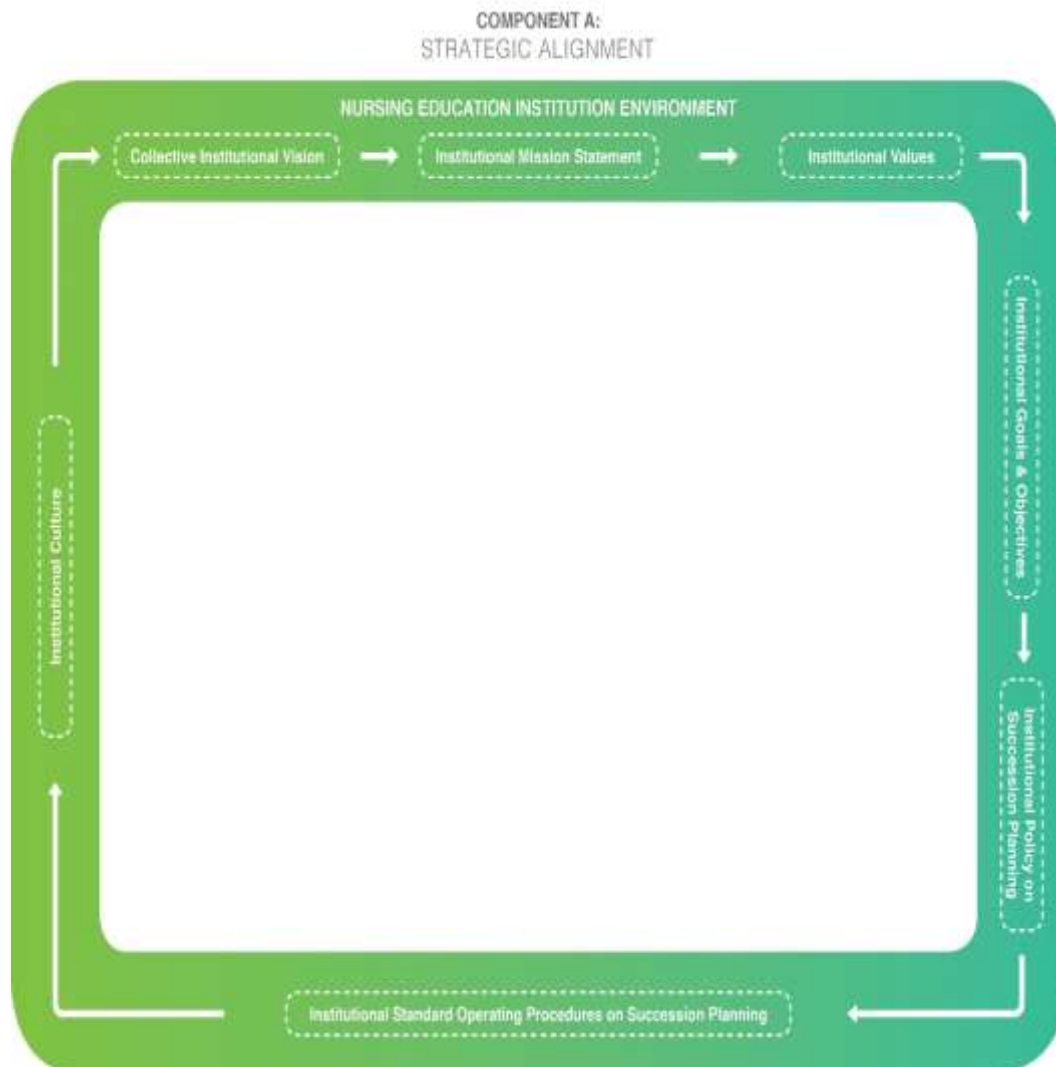 COMPONENT A:
STRATEGIC ALIGNMENT
NURSING EDUCATION INSTITUTION ENVIRONMENT
Collective Institutional Vision
Institutional Mission Statement
Institutional Values
Institutional Goals & Objectives
Institutional Policy on
Succession Planning
Institutional Standard Operating Procedures on Succession Planning
Institutional Culture